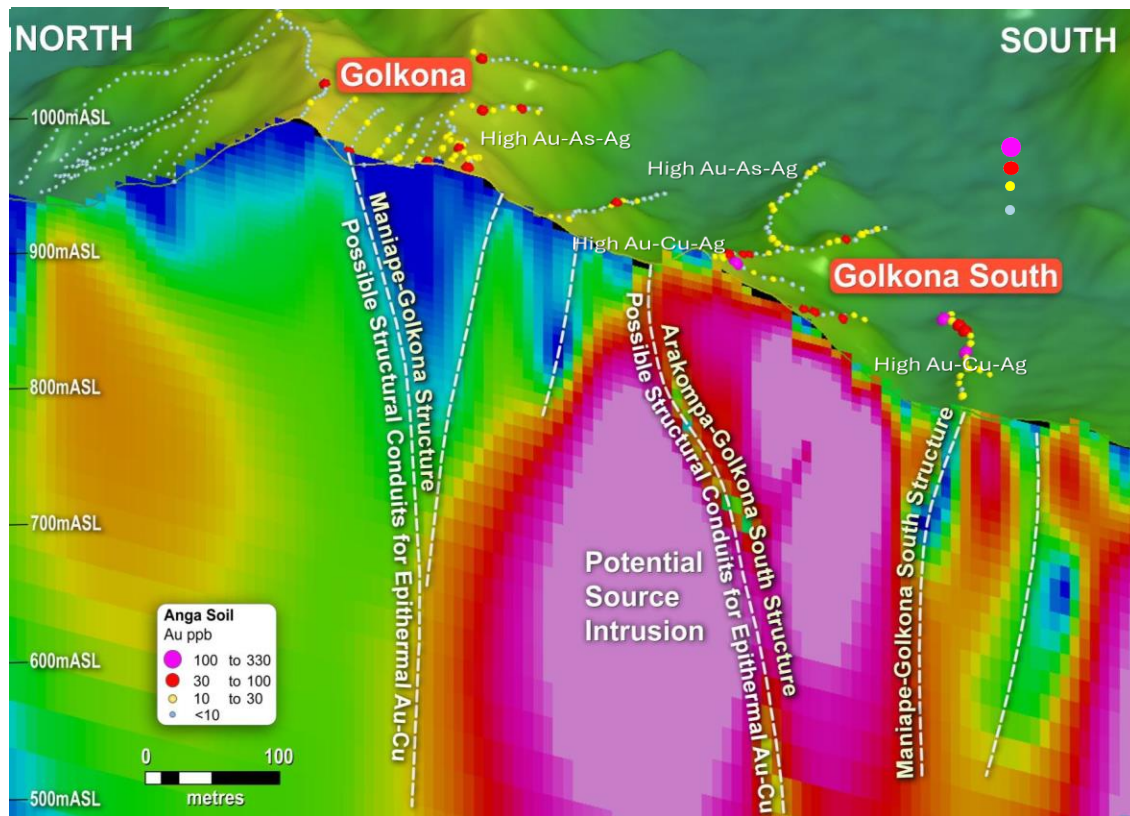 NORTH
SOUTH
Golkona
1000mASL
High Au-As-Ag
High Au-As-Ag
High Au-Cu-Ag
900mASL
Golkona South
High Au-Cu-Ag
Maniape-Golkona Structure
Possible Structural Conduits for Epithermal Au-Cu
Arakompa-Golkona South Structure
Possible Structural Conduits for Epithermal Au-Cu
Maniape-Golkona South Structure
800mASL
700mASL
Potential
Source
Intrusion
600mASL
Anga Soil
Au ppb
100 to 330
30 to 100
10 to 30
<10
0 100
metres
500mASL